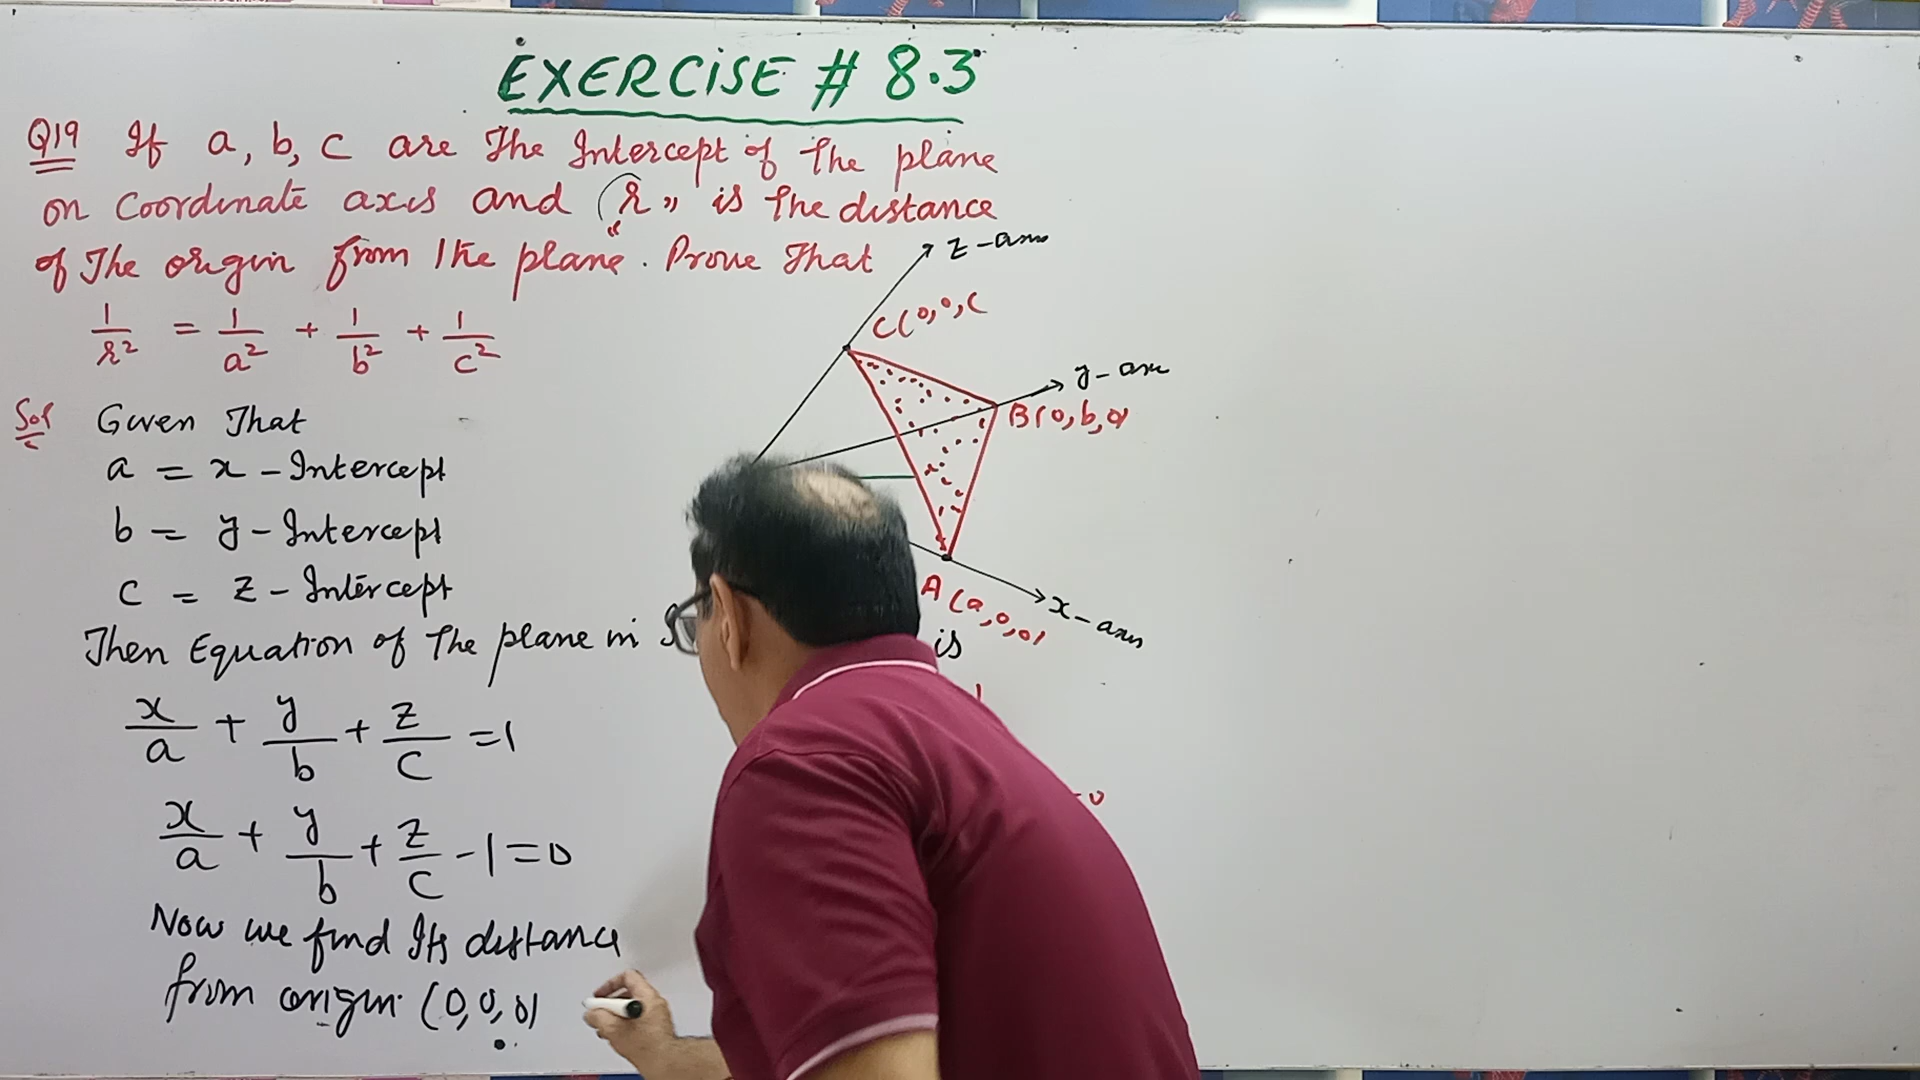 EXERCISE # 8.3
Q19 If a, b, c are The Intercept of The plane
on Coordinate axis and "r" is The distance
of The origin from The plane. Prove That
1/r² = 1/a² + 1/b² + 1/c²
Sol Given That
a = x - Intercept
b = y - Intercept
c = z - Intercept
Then Equation of The plane in is
x/a + y/b + z/c = 1
x/a + y/b + z/c - 1 = 0
Now we find Its distance
from origin (0, 0, 0)
z - axis
C(0, 0, C
y - axis
B(0, b, 0)
A(a, 0, 0)
x - axis